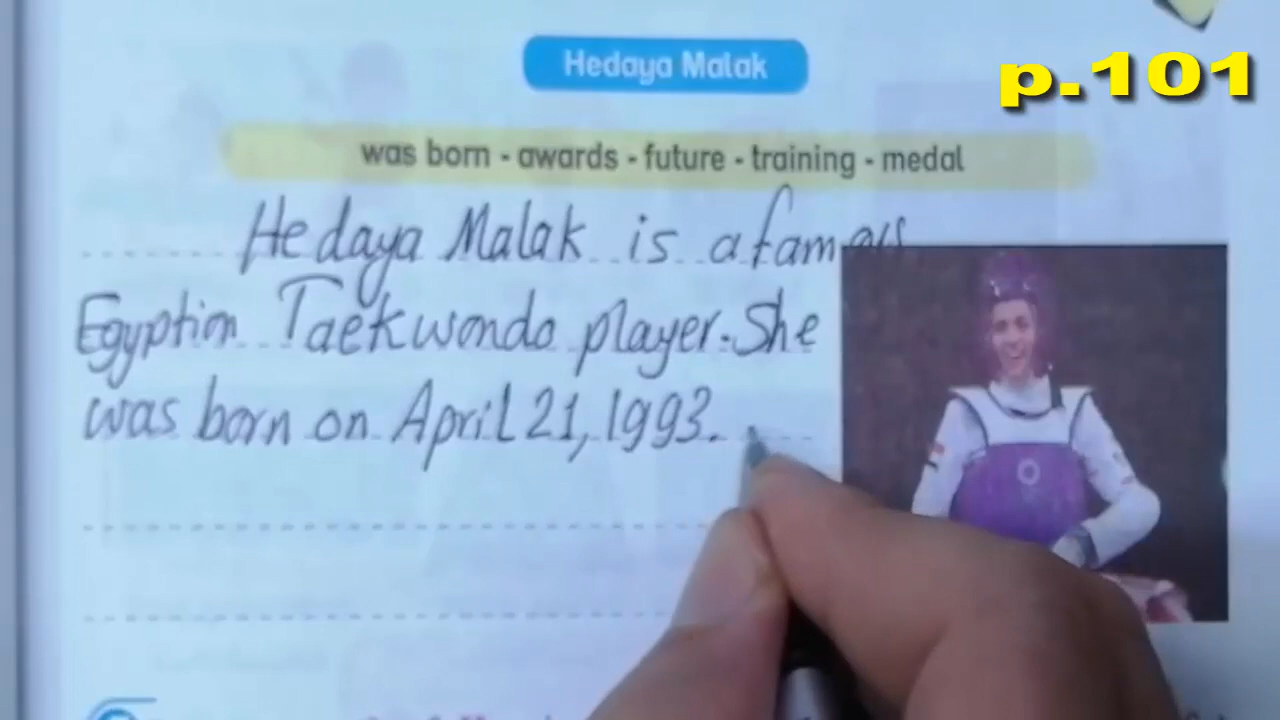 Hedaya Malak
p.101
was born - awards - future - training - medal
Hedaya Malak is a famous
Egyptian Taekwondo player. She
was born on April 21, 1993.